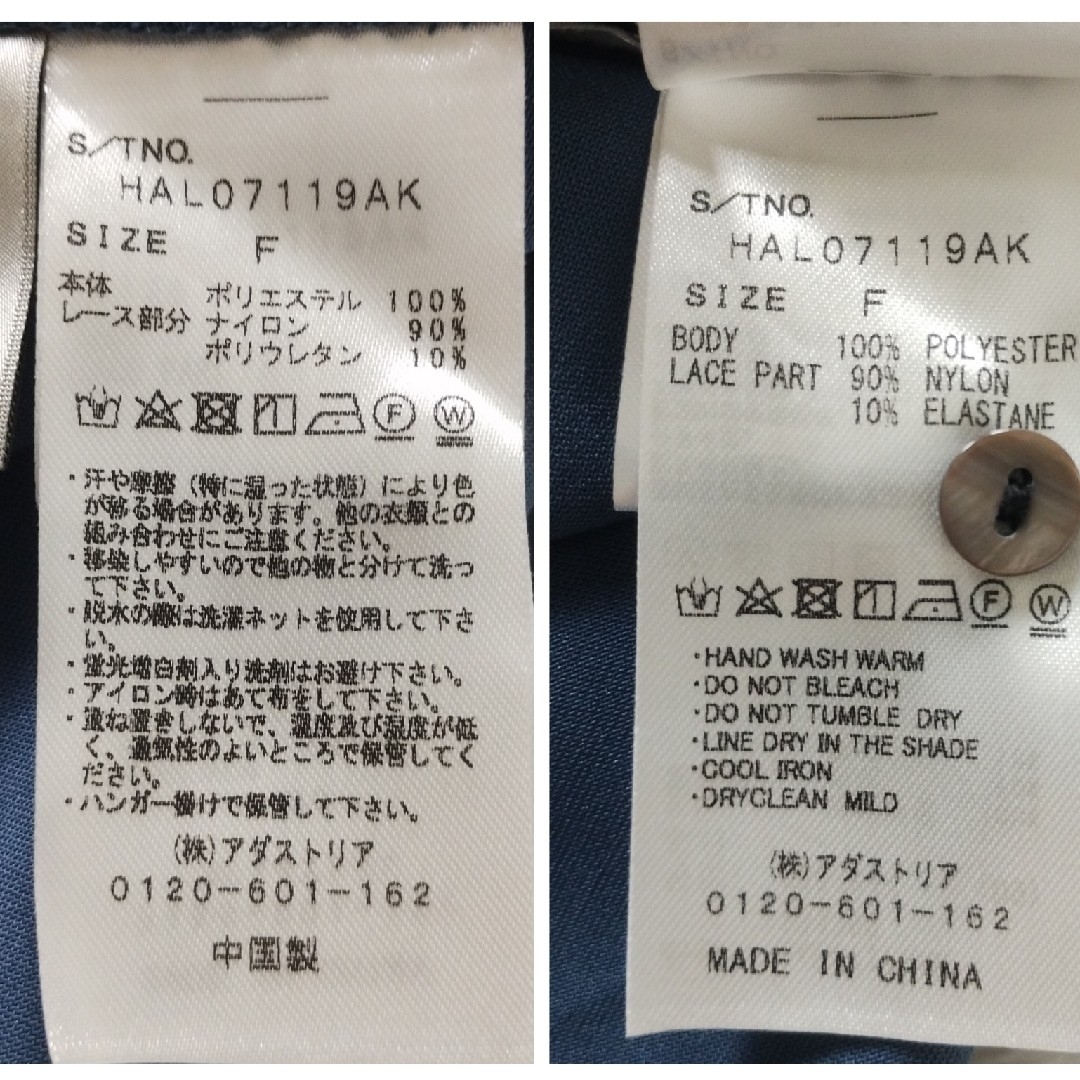 S/TNO.
HAL07119AK
SIZE F
本体 ポリエステル 100%
レース部分 ナイロン 90%
ポリウレタン 10%
F W
・汗や摩擦(特に湿った状態)により色
が移る場合があります。他の衣類との
組み合わせにご注意ください。
・移染しやすいので他の物と分けて洗っ
て下さい。
・脱水の際は洗濯ネットを使用して下さ
い。
・蛍光増白剤入り洗剤はお避け下さい。
・アイロン時はあて布をして下さい。
・重ね置きしないで、温度及び湿度が低
く、通気性のよいところで保管してく
ださい。
・ハンガー掛けで保管して下さい。
(株)アダストリア
0120-601-162
中国製
S/TNO.
HAL07119AK
SIZE F
BODY 100% POLYESTER
LACE PART 90% NYLON
10% ELASTANE
F W
・HAND WASH WARM
・DO NOT BLEACH
・DO NOT TUMBLE DRY
・LINE DRY IN THE SHADE
・COOL IRON
・DRYCLEAN MILD
(株)アダストリア
0120-601-162
MADE IN CHINA